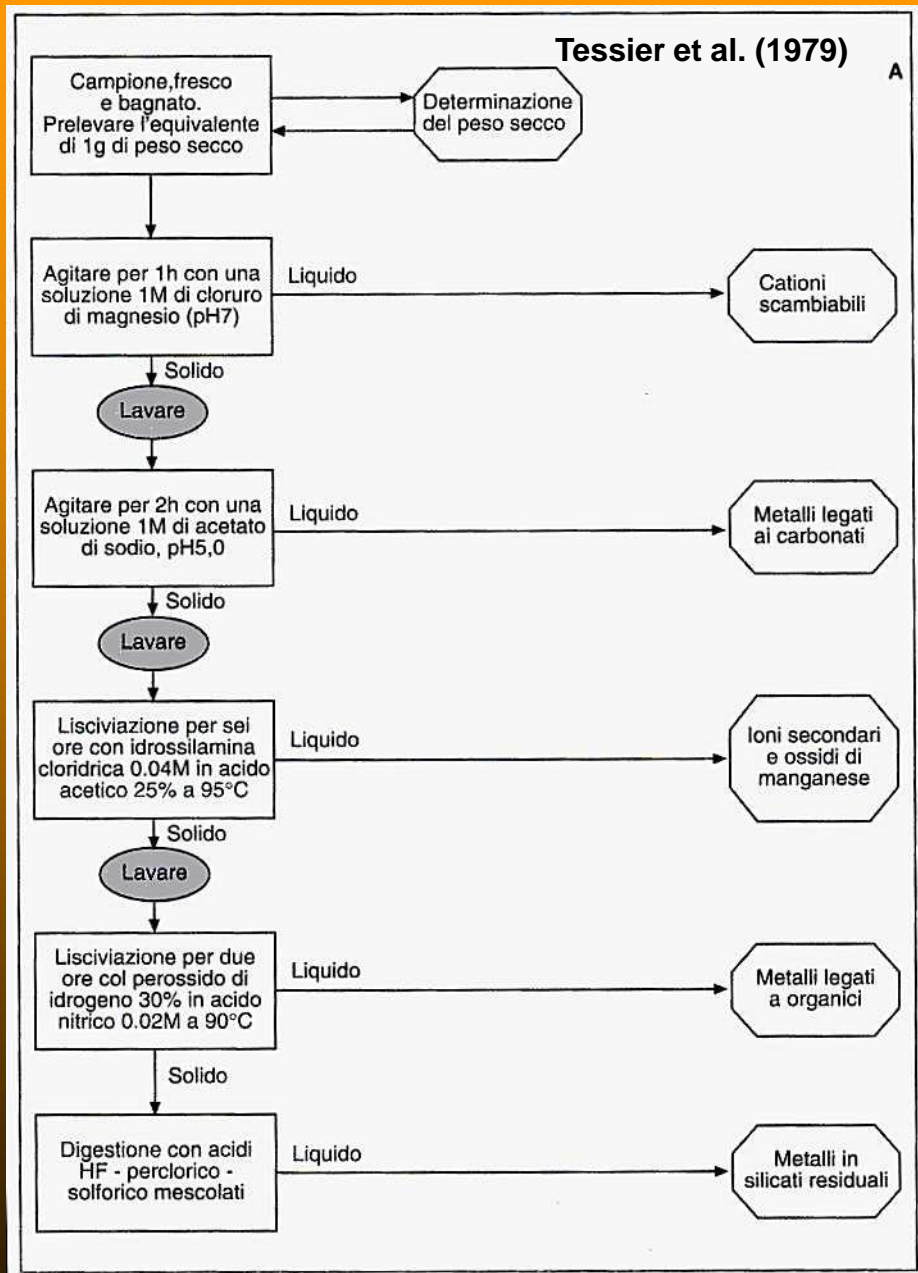 Tessier et al. (1979)
A
Campione,fresco
e bagnato.
Prelevare l'equivalente
di 1g di peso secco
Determinazione
del peso secco
Agitare per 1h con una
soluzione 1M di cloruro
di magnesio (pH7)
Liquido
Cationi
scambiabili
Solido
Lavare
Agitare per 2h con una
soluzione 1M di acetato
di sodio, pH5,0
Liquido
Metalli legati
ai carbonati
Solido
Lavare
Lisciviazione per sei
ore con idrossilamina
cloridrica 0.04M in acido
acetico 25% a 95°C
Liquido
Ioni secondari
e ossidi di
manganese
Solido
Lavare
Lisciviazione per due
ore col perossido di
idrogeno 30% in acido
nitrico 0.02M a 90°C
Liquido
Metalli legati
a organici
Solido
Digestione con acidi
HF - perclorico -
solforico mescolati
Liquido
Metalli in
silicati residuali